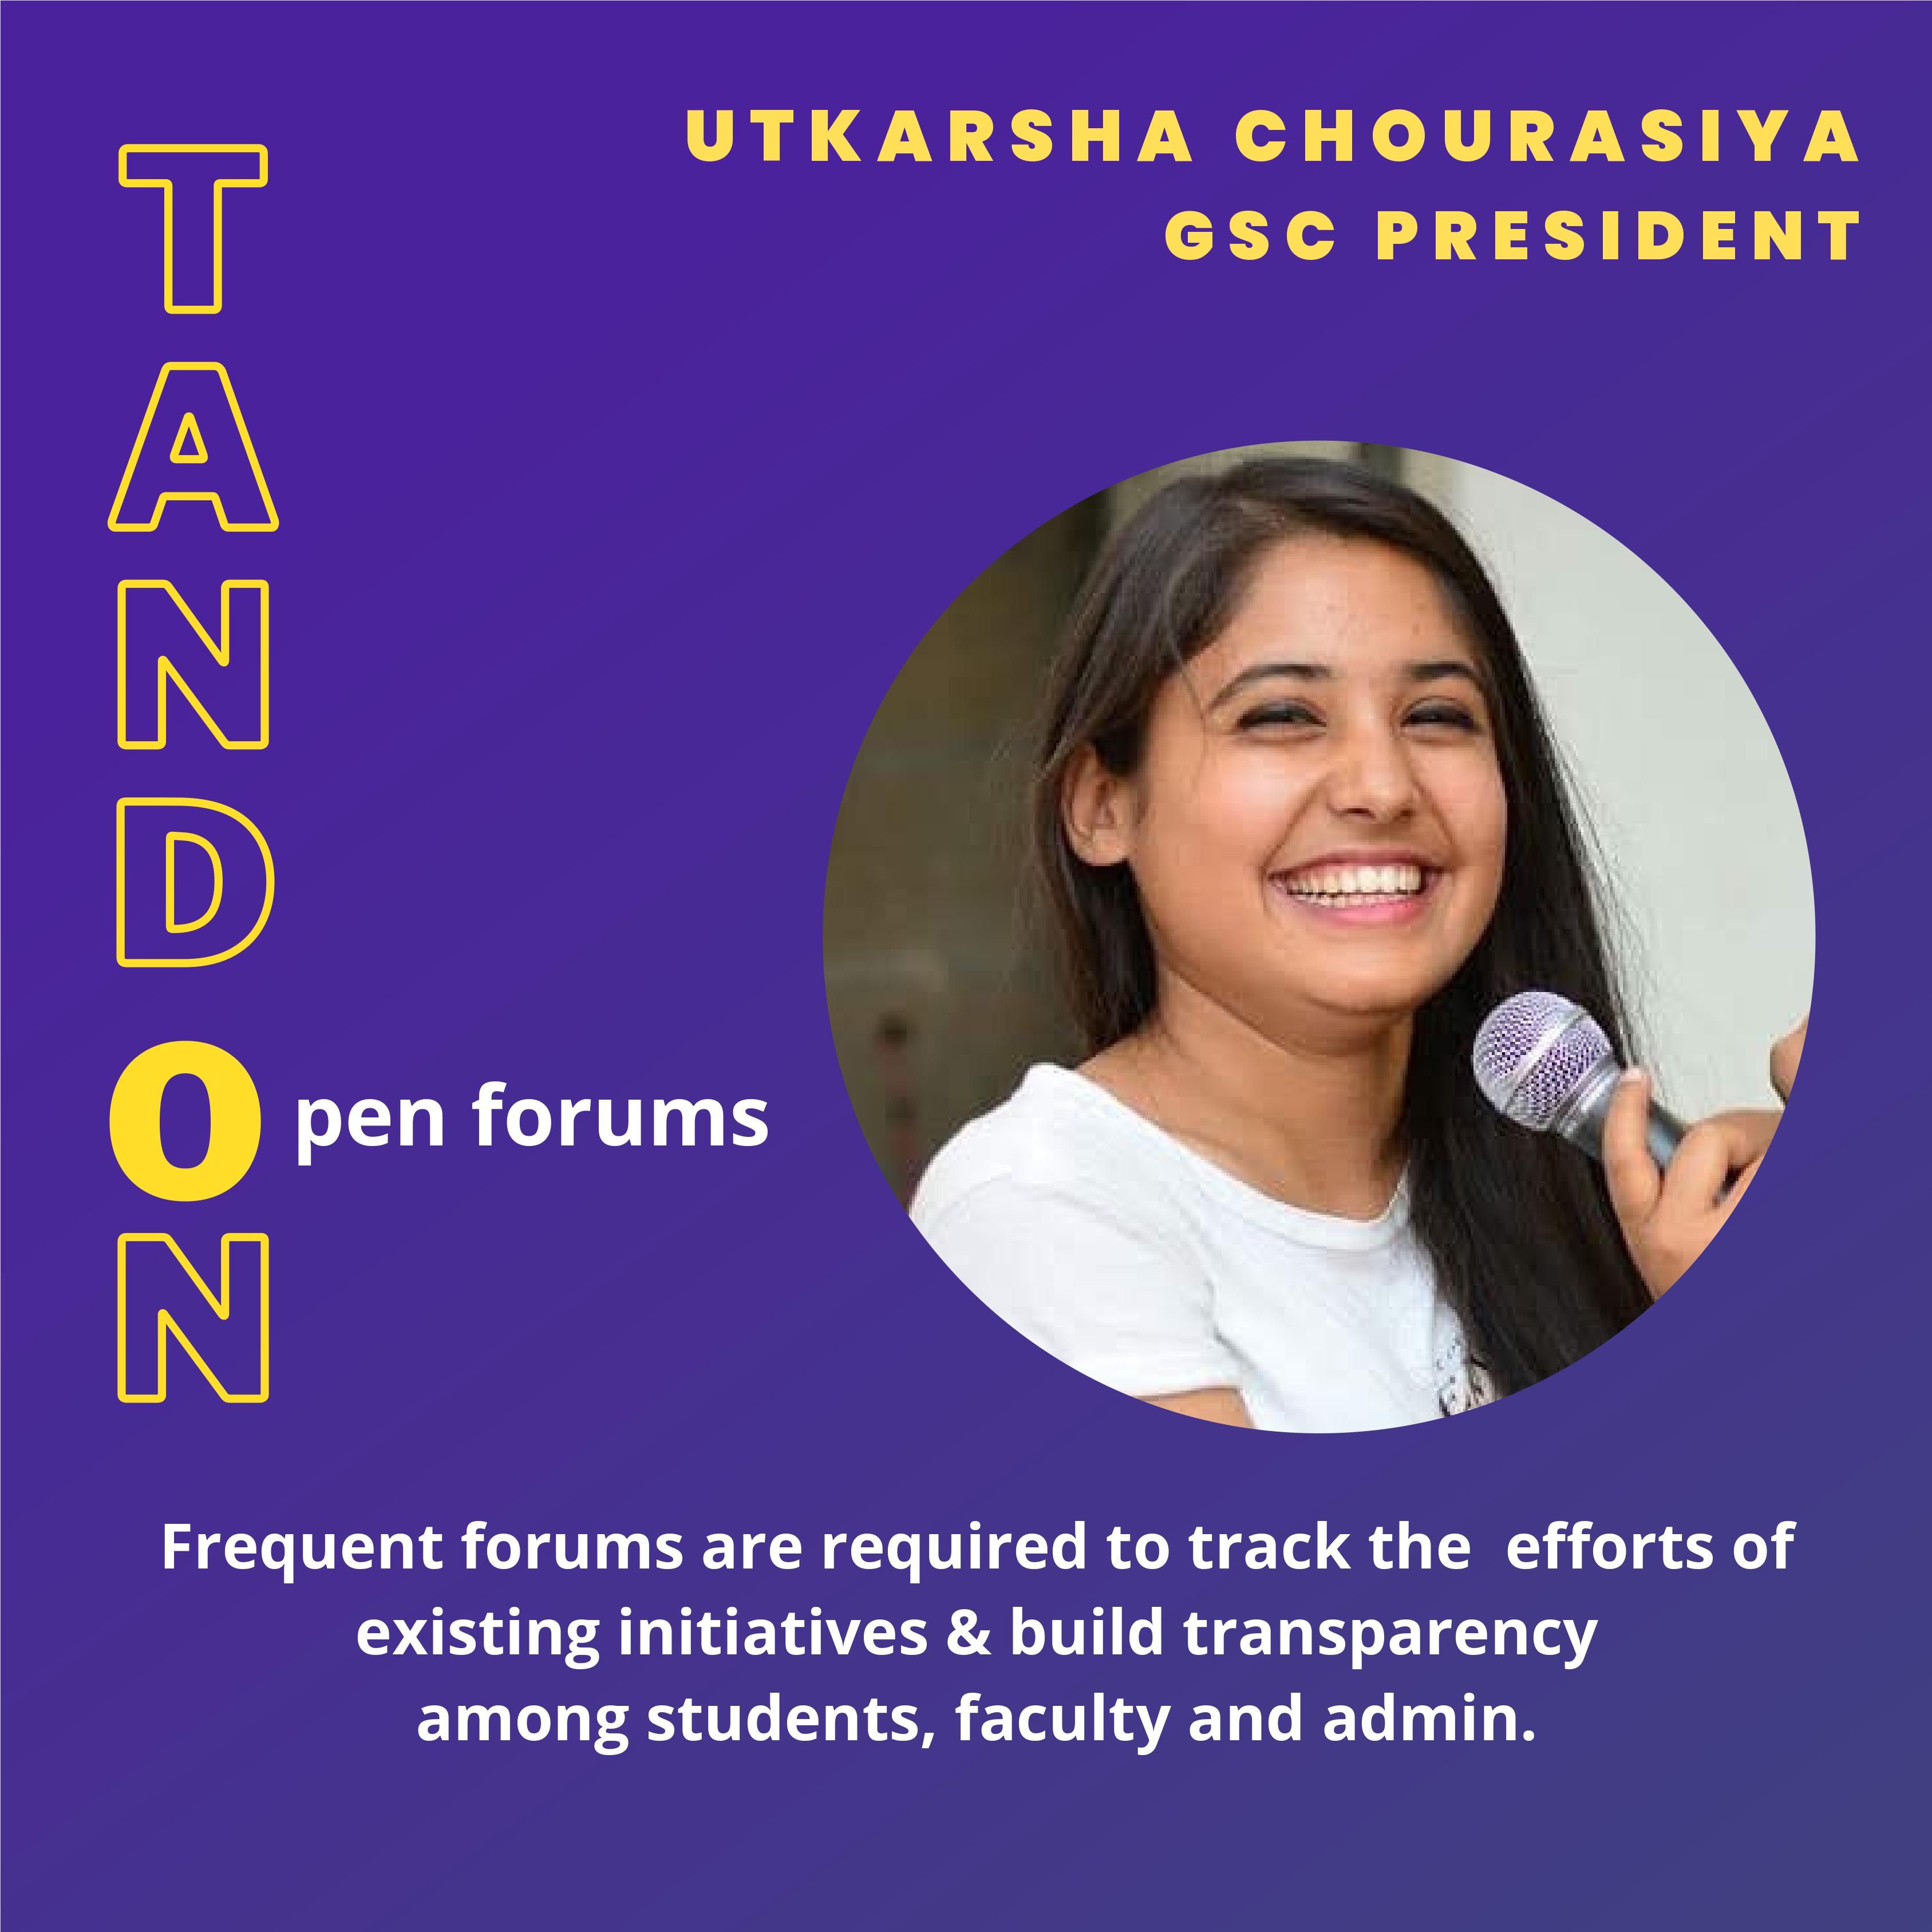 UTKARSHA CHOURASIYA
GSC PRESIDENT
T
A
N
D
Open forums
N
Frequent forums are required to track the efforts of
existing initiatives & build transparency
among students, faculty and admin.